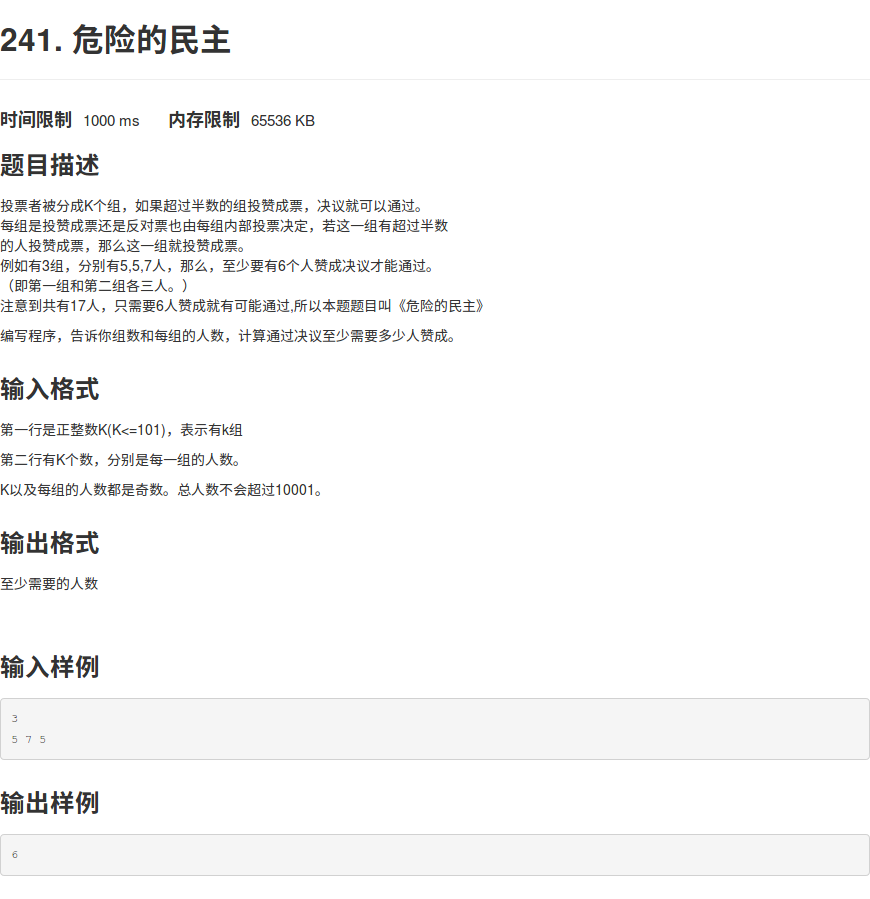 241. 危险的民主
时间限制 1000 ms 内存限制 65536 KB
题目描述
投票者被分成K个组，如果超过半数的组投赞成票，决议就可以通过。
每组是投赞成票还是反对票也由每组内部投票决定，若这一组有超过半数
的人投赞成票，那么这一组就投赞成票。
例如有3组，分别有5,5,7人，那么，至少要有6个人赞成决议才能通过。
（即第一组和第二组各三人。）
注意到共有17人，只需要6人赞成就有可能通过,所以本题题目叫《危险的民主》
编写程序，告诉你组数和每组的人数，计算通过决议至少需要多少人赞成。
输入格式
第一行是正整数K(K<=101)，表示有k组
第二行有K个数，分别是每一组的人数。
K以及每组的人数都是奇数。总人数不会超过10001。
输出格式
至少需要的人数
输入样例
3
5 7 5
输出样例
6